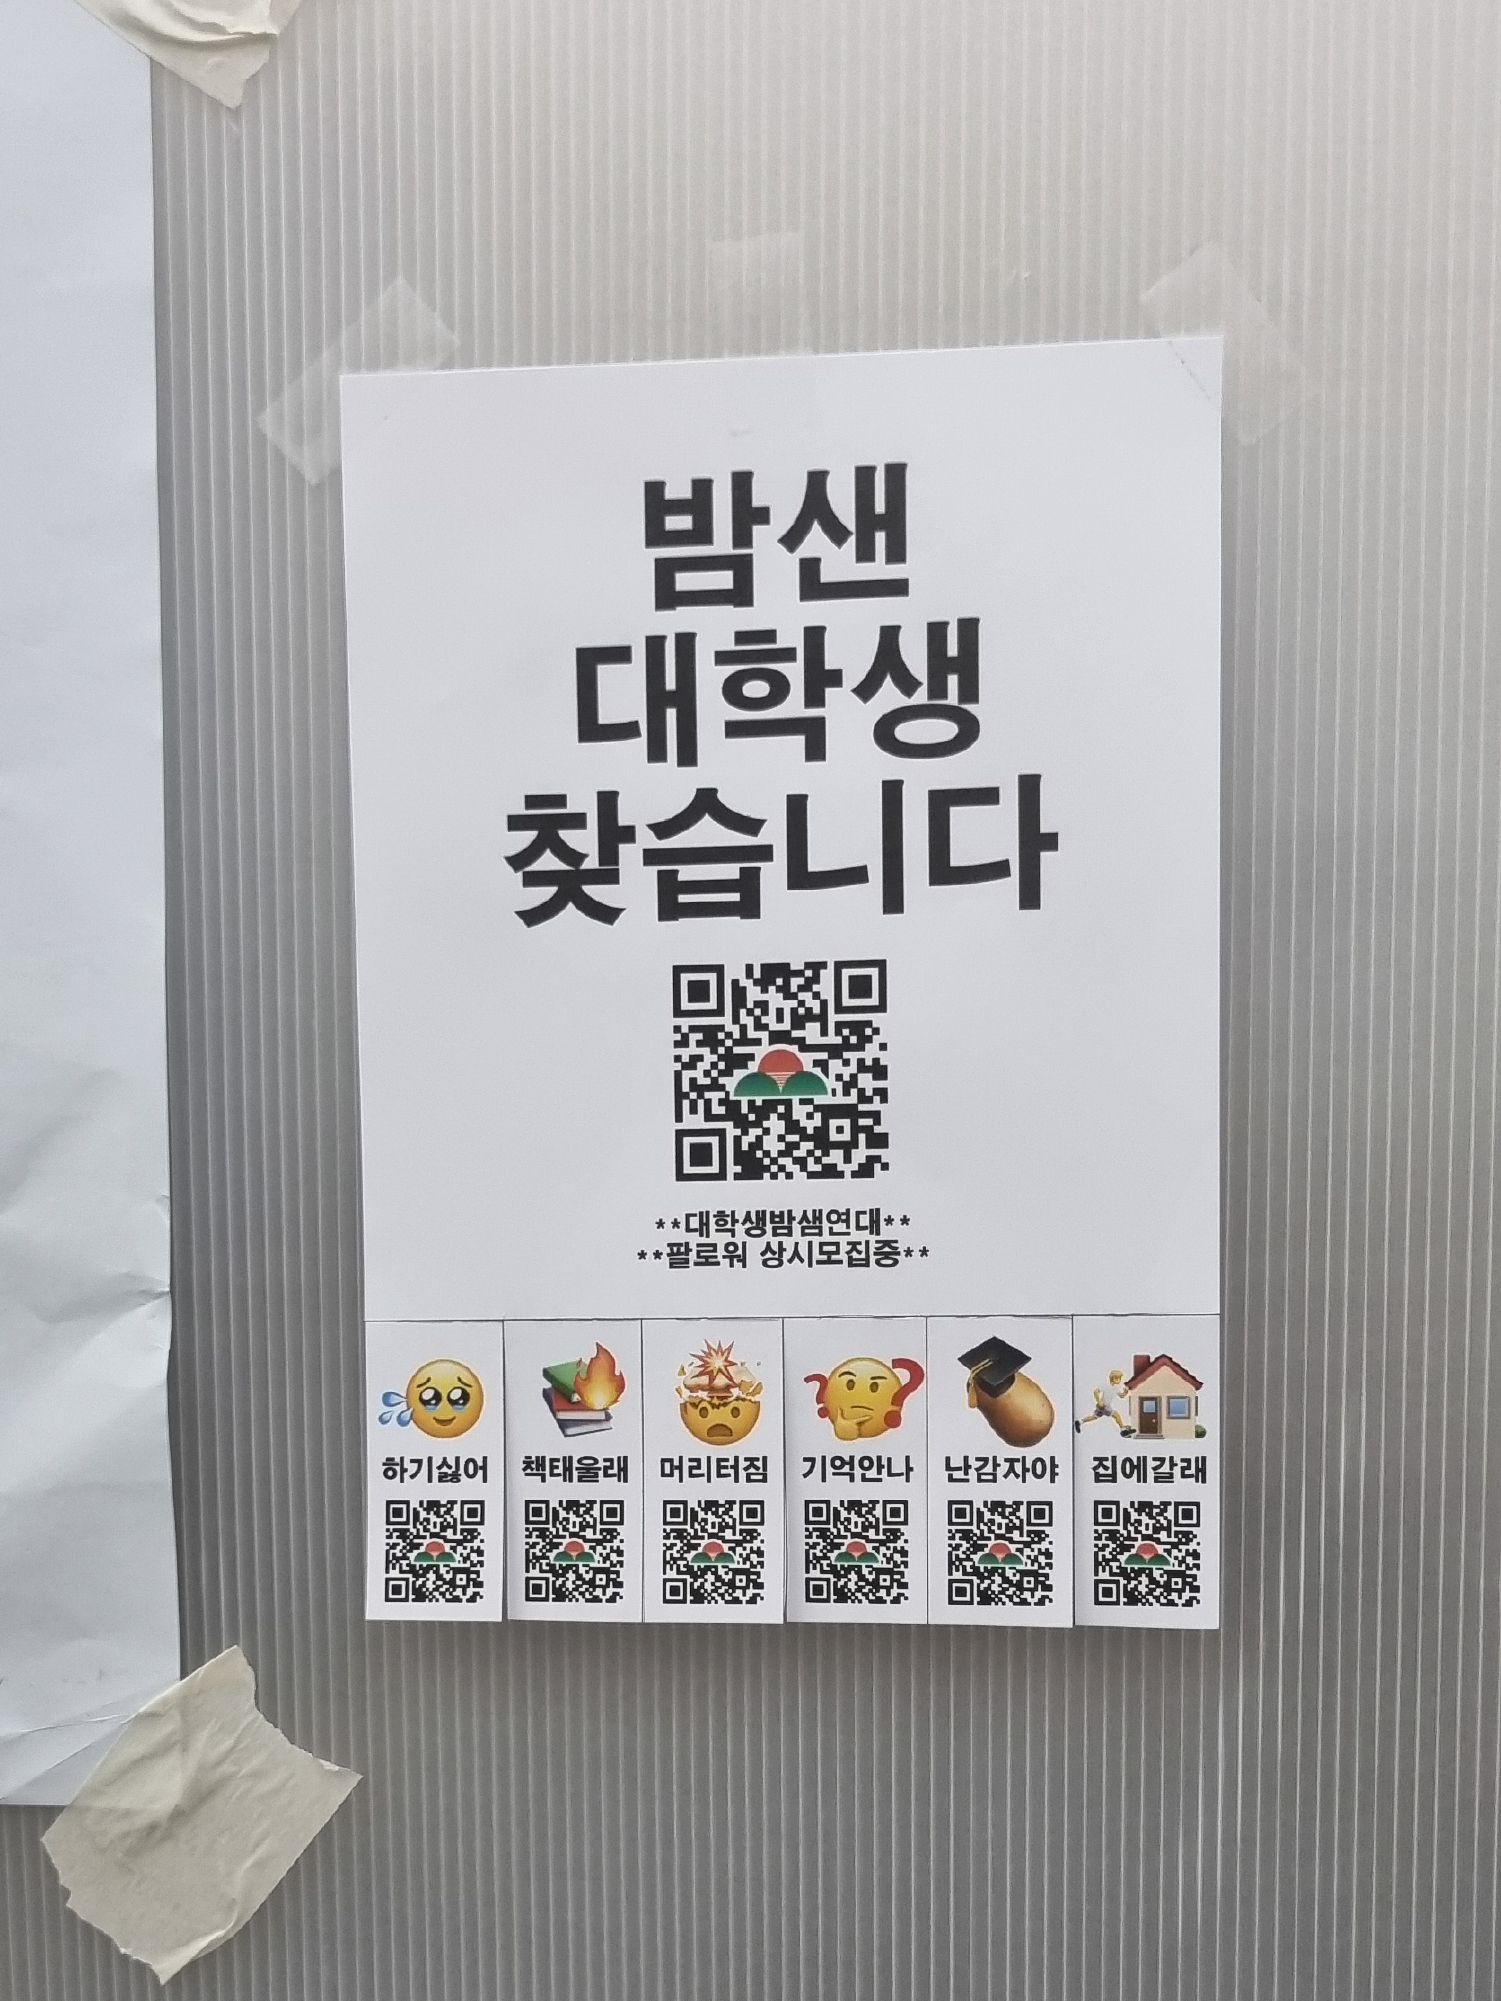 밤샌
대학생
찾습니다
**대학생밤샘연대**
**팔로워 상시모집중**
하기싫어
책태울래
머리터짐
기억안나
난감자야
집에갈래